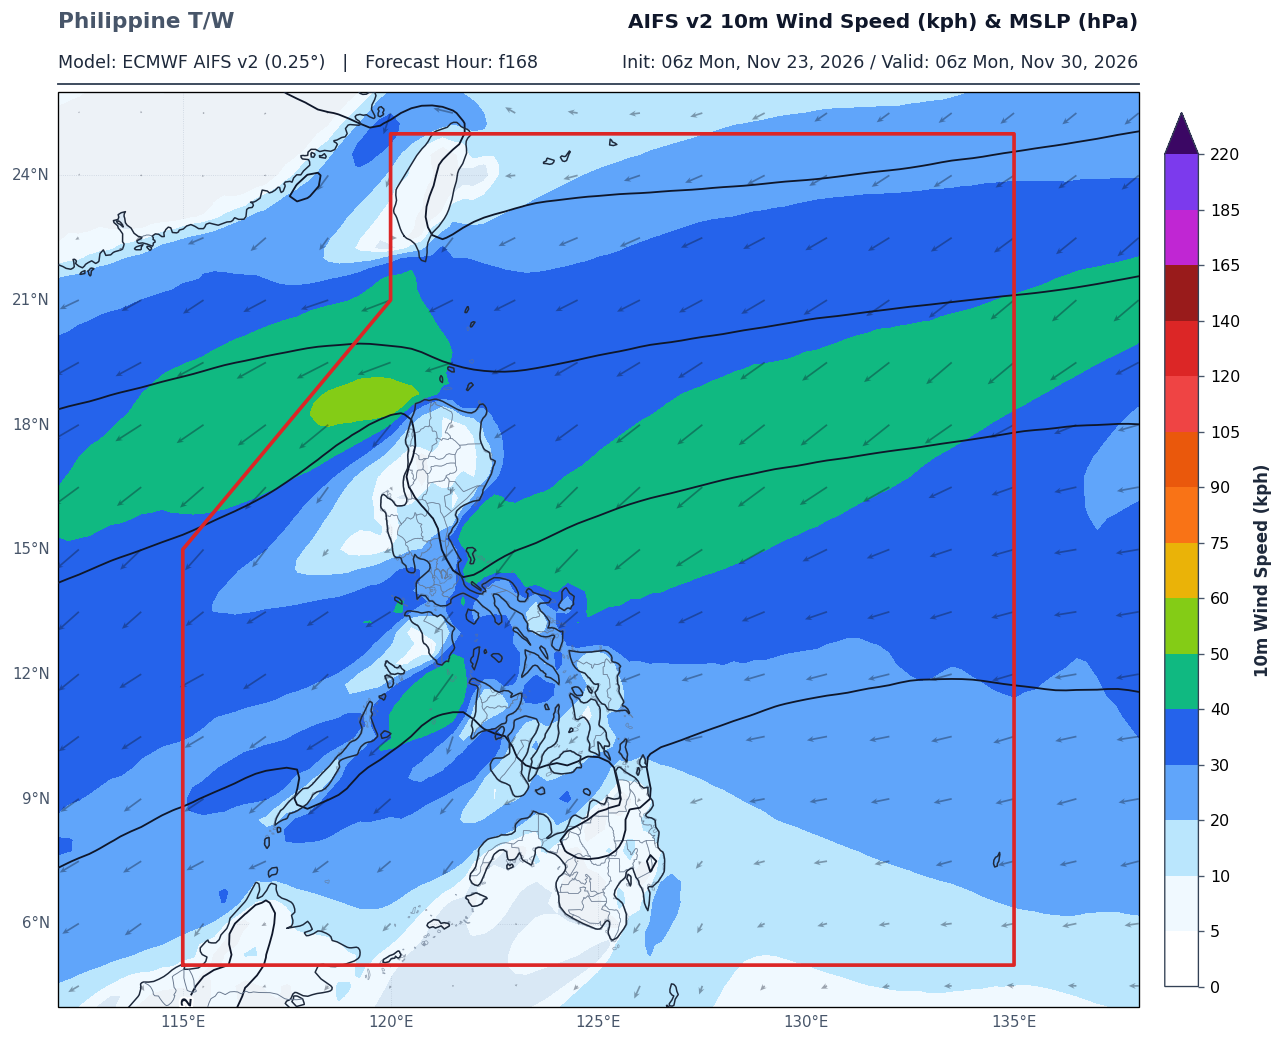 Philippine T/W
AIFS v2 10m Wind Speed (kph) & MSLP (hPa)
Model: ECMWF AIFS v2 (0.25°) | Forecast Hour: f168
Init: 06z Mon, Nov 23, 2026 / Valid: 06z Mon, Nov 30, 2026
24°N
21°N
18°N
15°N
12°N
9°N
6°N
115°E
120°E
125°E
130°E
135°E
2
220
185
165
140
120
105
90
75
60
50
40
30
20
10
5
0
10m Wind Speed (kph)